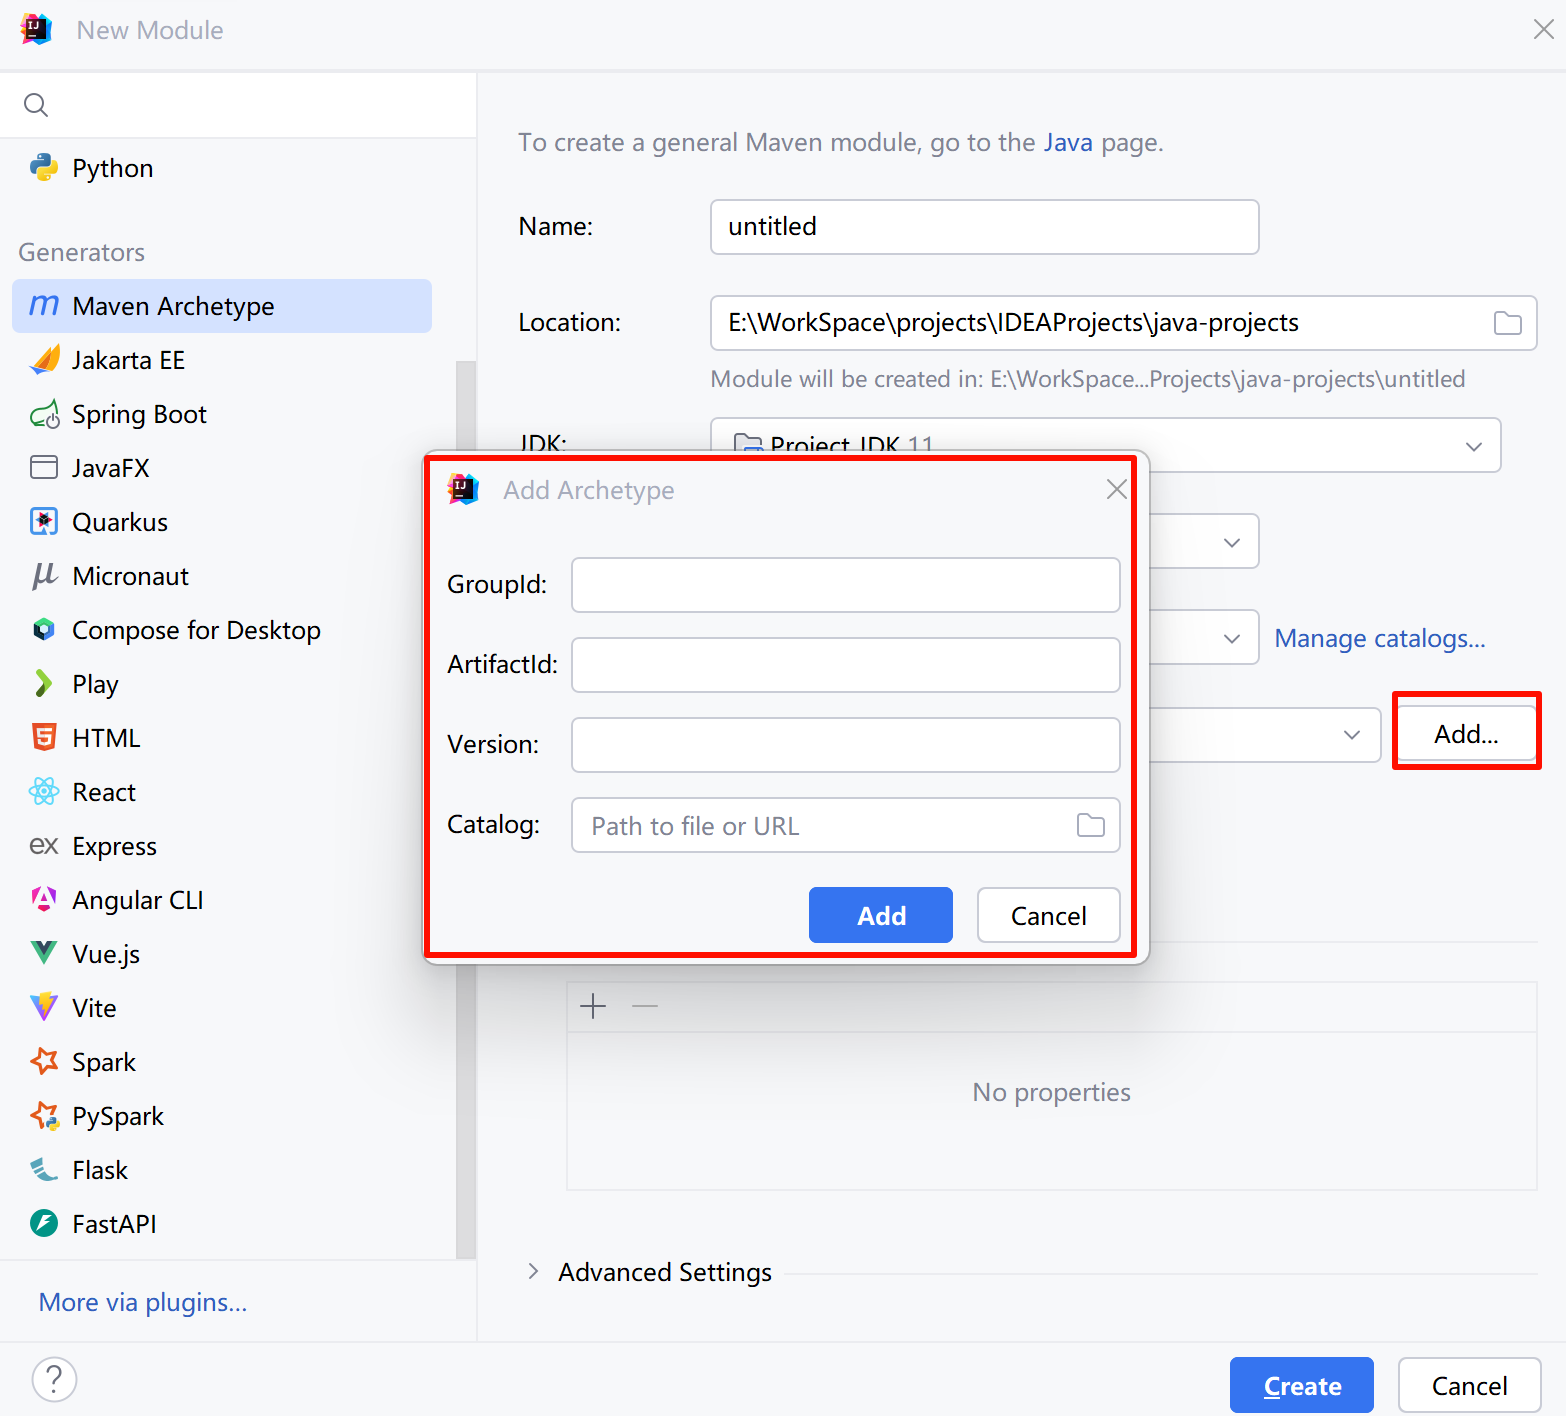 New Module
Python
Generators
Maven Archetype
Jakarta EE
Spring Boot
JavaFX
Quarkus
Micronaut
Compose for Desktop
Play
HTML
React
ex Express
Angular CLI
Vue.js
Vite
Spark
PySpark
Flask
FastAPI
More via plugins...
To create a general Maven module, go to the Java page.
Name: untitled
Location: E:\WorkSpace\projects\IDEAProjects\java-projects
Module will be created in: E:\WorkSpace...Projects\java-projects\untitled
JDK: Project JDK 11
Manage catalogs...
Add...
Add Archetype
GroupId:
ArtifactId:
Version:
Catalog: Path to file or URL
Add Cancel
No properties
Advanced Settings
?
Create Cancel